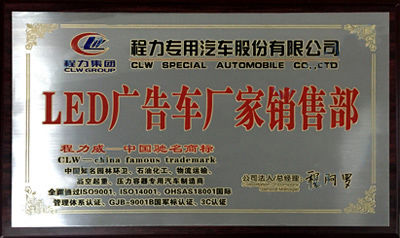 CLW
程力集团
CLW GROUP
程力专用汽车股份有限公司
CLW SPECIAL AUTOMOBILE CO.,LTD
LED广告车厂家销售部
程力威—中国驰名商标
CLW—china famous trademark
中国知名园林环卫、石油化工、物流运输、
高空起重、压力容器专用汽车制造商
全面通过ISO9001、ISO14001、OHSAS18001国际
管理体系认证、GJB-9001B国军标认证、3C认证
公司法人/总经理
程阿罗